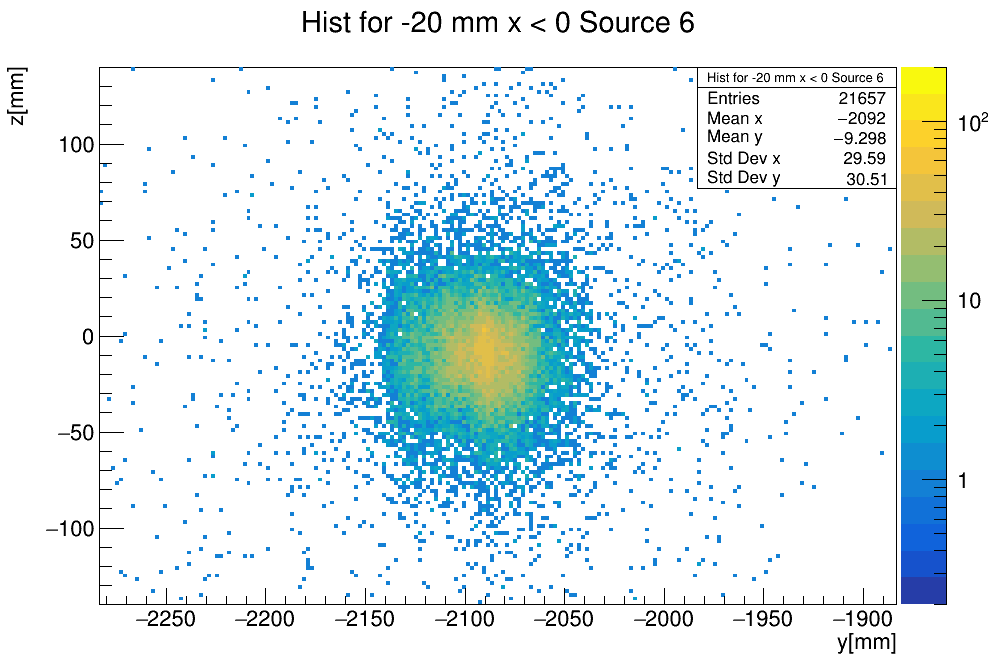 Hist for -20 mm x < 0 Source 6
z[mm]
Hist for -20 mm x < 0 Source 6
Entries 21657
Mean x −2092
Mean y −9.298
Std Dev x 29.59
Std Dev y 30.51
100
50
0
−50
−100
10²
10
1
−2250 −2200 −2150 −2100 −2050 −2000 −1950 −1900
y[mm]